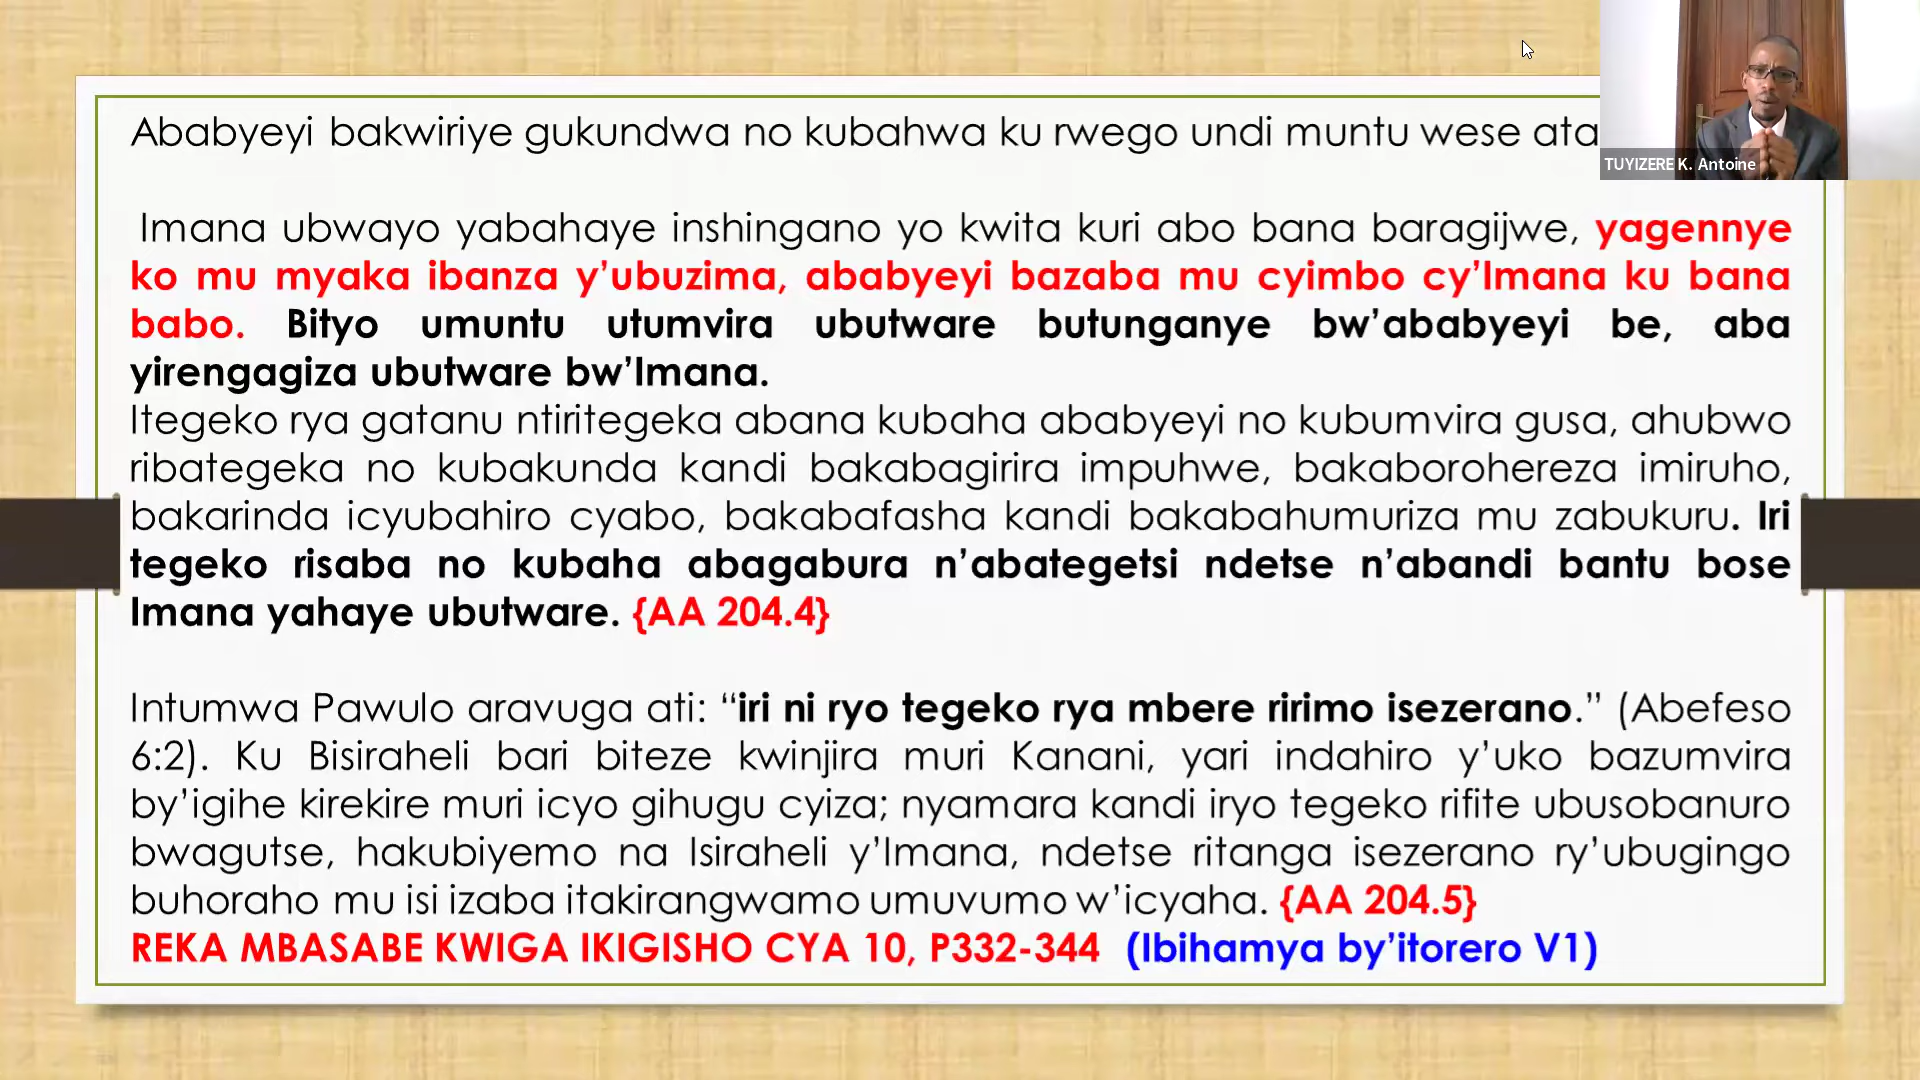 Ababyeyi bakwiriye gukundwa no kubahwa ku rwego undi muntu wese
TUYIZERE K. Antoine
Imana ubwayo yabahaye inshingano yo kwita kuri abo bana baragijwe, yagennye
ko mu myaka ibanza y’ubuzima, ababyeyi bazaba mu cyimbo cy’Imana ku bana
babo. Bityo umuntu utumvira ubutware butunganye bw’ababyeyi be, aba
yirengagiza ubutware bw’Imana.
Itegeko rya gatanu ntiritegeka abana kubaha ababyeyi no kubumvira gusa, ahubwo
ribategeka no kubakunda kandi bakabagirira impuhwe, bakaborohereza imiruho,
bakarinda icyubahiro cyabo, bakabafasha kandi bakabahumuriza mu zabukuru. Iri
tegeko risaba no kubaha abagabura n’abategetsi ndetse n’abandi bantu bose
Imana yahaye ubutware. {AA 204.4}
Intumwa Pawulo aravuga ati: “iri ni ryo tegeko rya mbere ririmo isezerano.” (Abefeso
6:2). Ku Bisiraheli bari biteze kwinjira muri Kanani, yari indahiro y’uko bazumvira
by’igihe kirekire muri icyo gihugu cyiza; nyamara kandi iryo tegeko rifite ubusobanuro
bwagutse, hakubiyemo na Isiraheli y’Imana, ndetse ritanga isezerano ry’ubugingo
buhoraho mu isi izaba itakirangwamo umuvumo w’icyaha. {AA 204.5}
REKA MBASABE KWIGA IKIGISHO CYA 10, P332-344 (Ibihamya by’itorero V1)